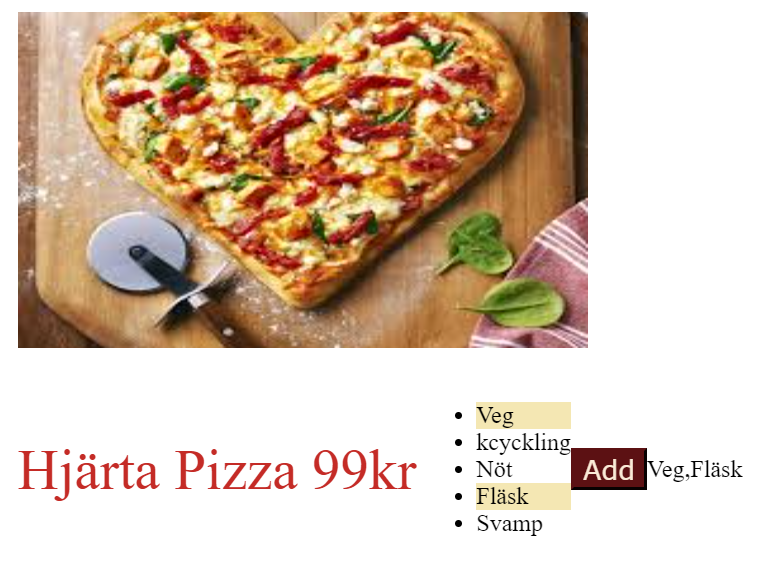 Hjärta Pizza 99kr
Veg
kcyckling
Nöt
Fläsk
Svamp
Add
Veg,Fläsk